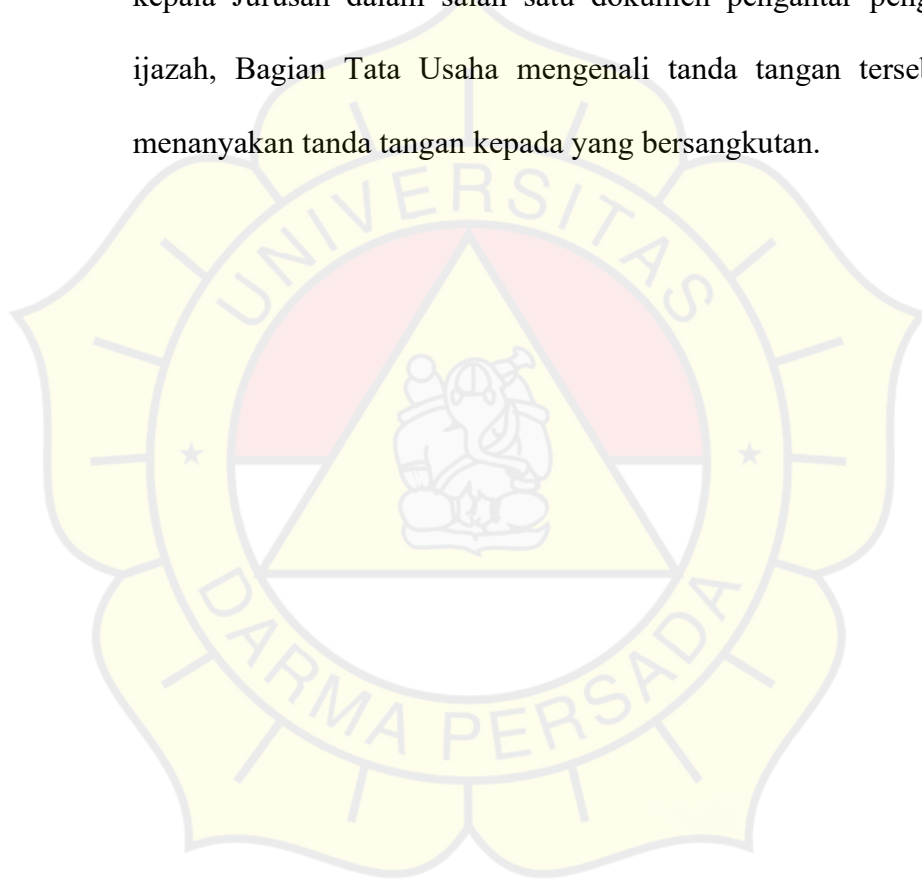 kepala Jurusan dalam salah satu dokumen pengantar
ijazah, Bagian Tata Usaha mengenali tanda tangan
menanyakan tanda tangan kepada yang bersangkutan.
UNIVERSITAS
DARMA PERSADA